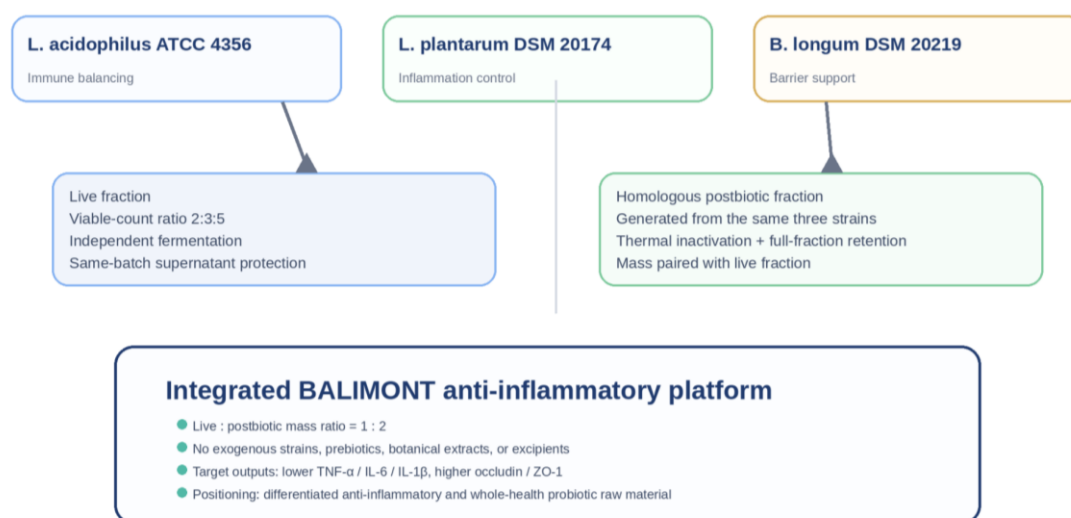 L. acidophilus ATCC 4356
Immune balancing
L. plantarum DSM 20174
Inflammation control
B. longum DSM 20219
Barrier support
Live fraction
Viable-count ratio 2:3:5
Independent fermentation
Same-batch supernatant protection
Homologous postbiotic fraction
Generated from the same three strains
Thermal inactivation + full-fraction retention
Mass paired with live fraction
Integrated BALIMONT anti-inflammatory platform
Live : postbiotic mass ratio = 1 : 2
No exogenous strains, prebiotics, botanical extracts, or excipients
Target outputs: lower TNF-α / IL-6 / IL-1β, higher occludin / ZO-1
Positioning: differentiated anti-inflammatory and whole-health probiotic raw material